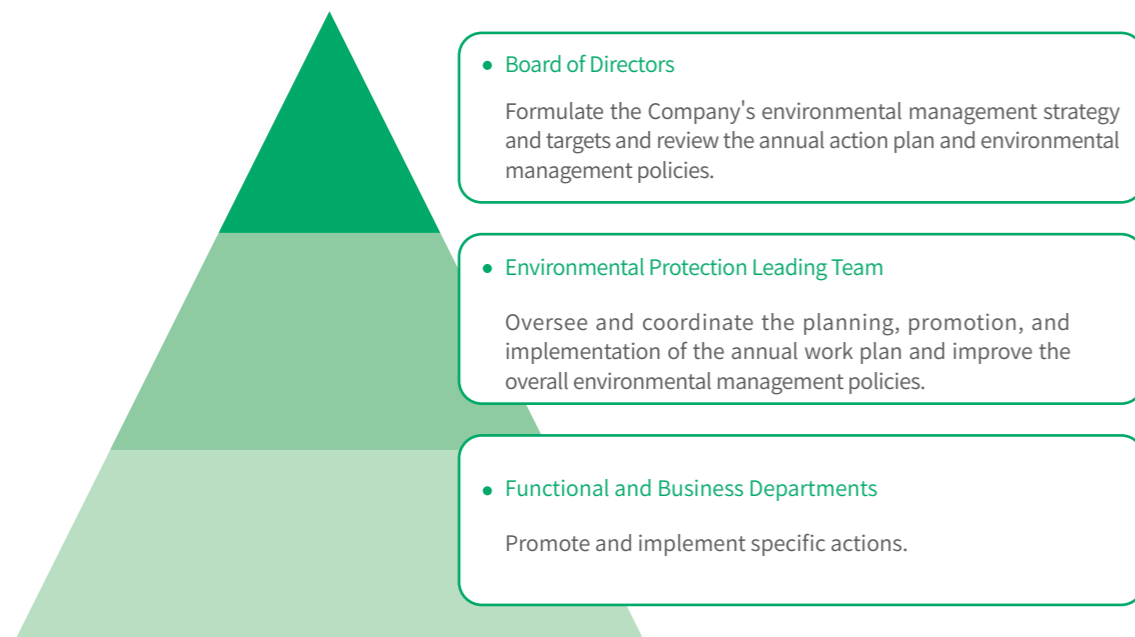 ● Board of Directors
Formulate the Company's environmental management strategy
and targets and review the annual action plan and environmental
management policies.
● Environmental Protection Leading Team
Oversee and coordinate the planning, promotion, and
implementation of the annual work plan and improve the
overall environmental management policies.
● Functional and Business Departments
Promote and implement specific actions.